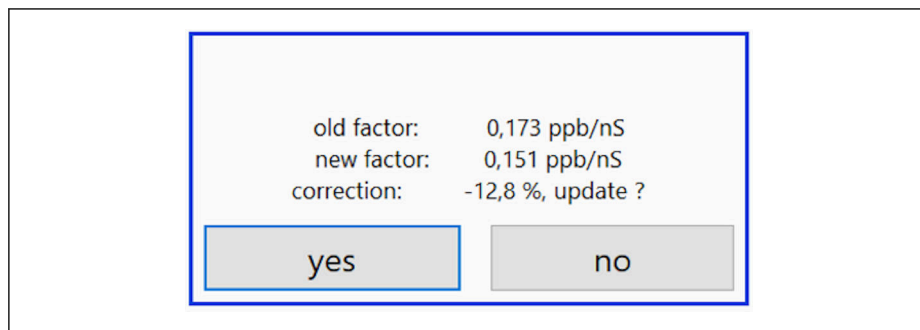 old factor: 0,173 ppb/nS
new factor: 0,151 ppb/nS
correction: -12,8 %, update ?
yes no